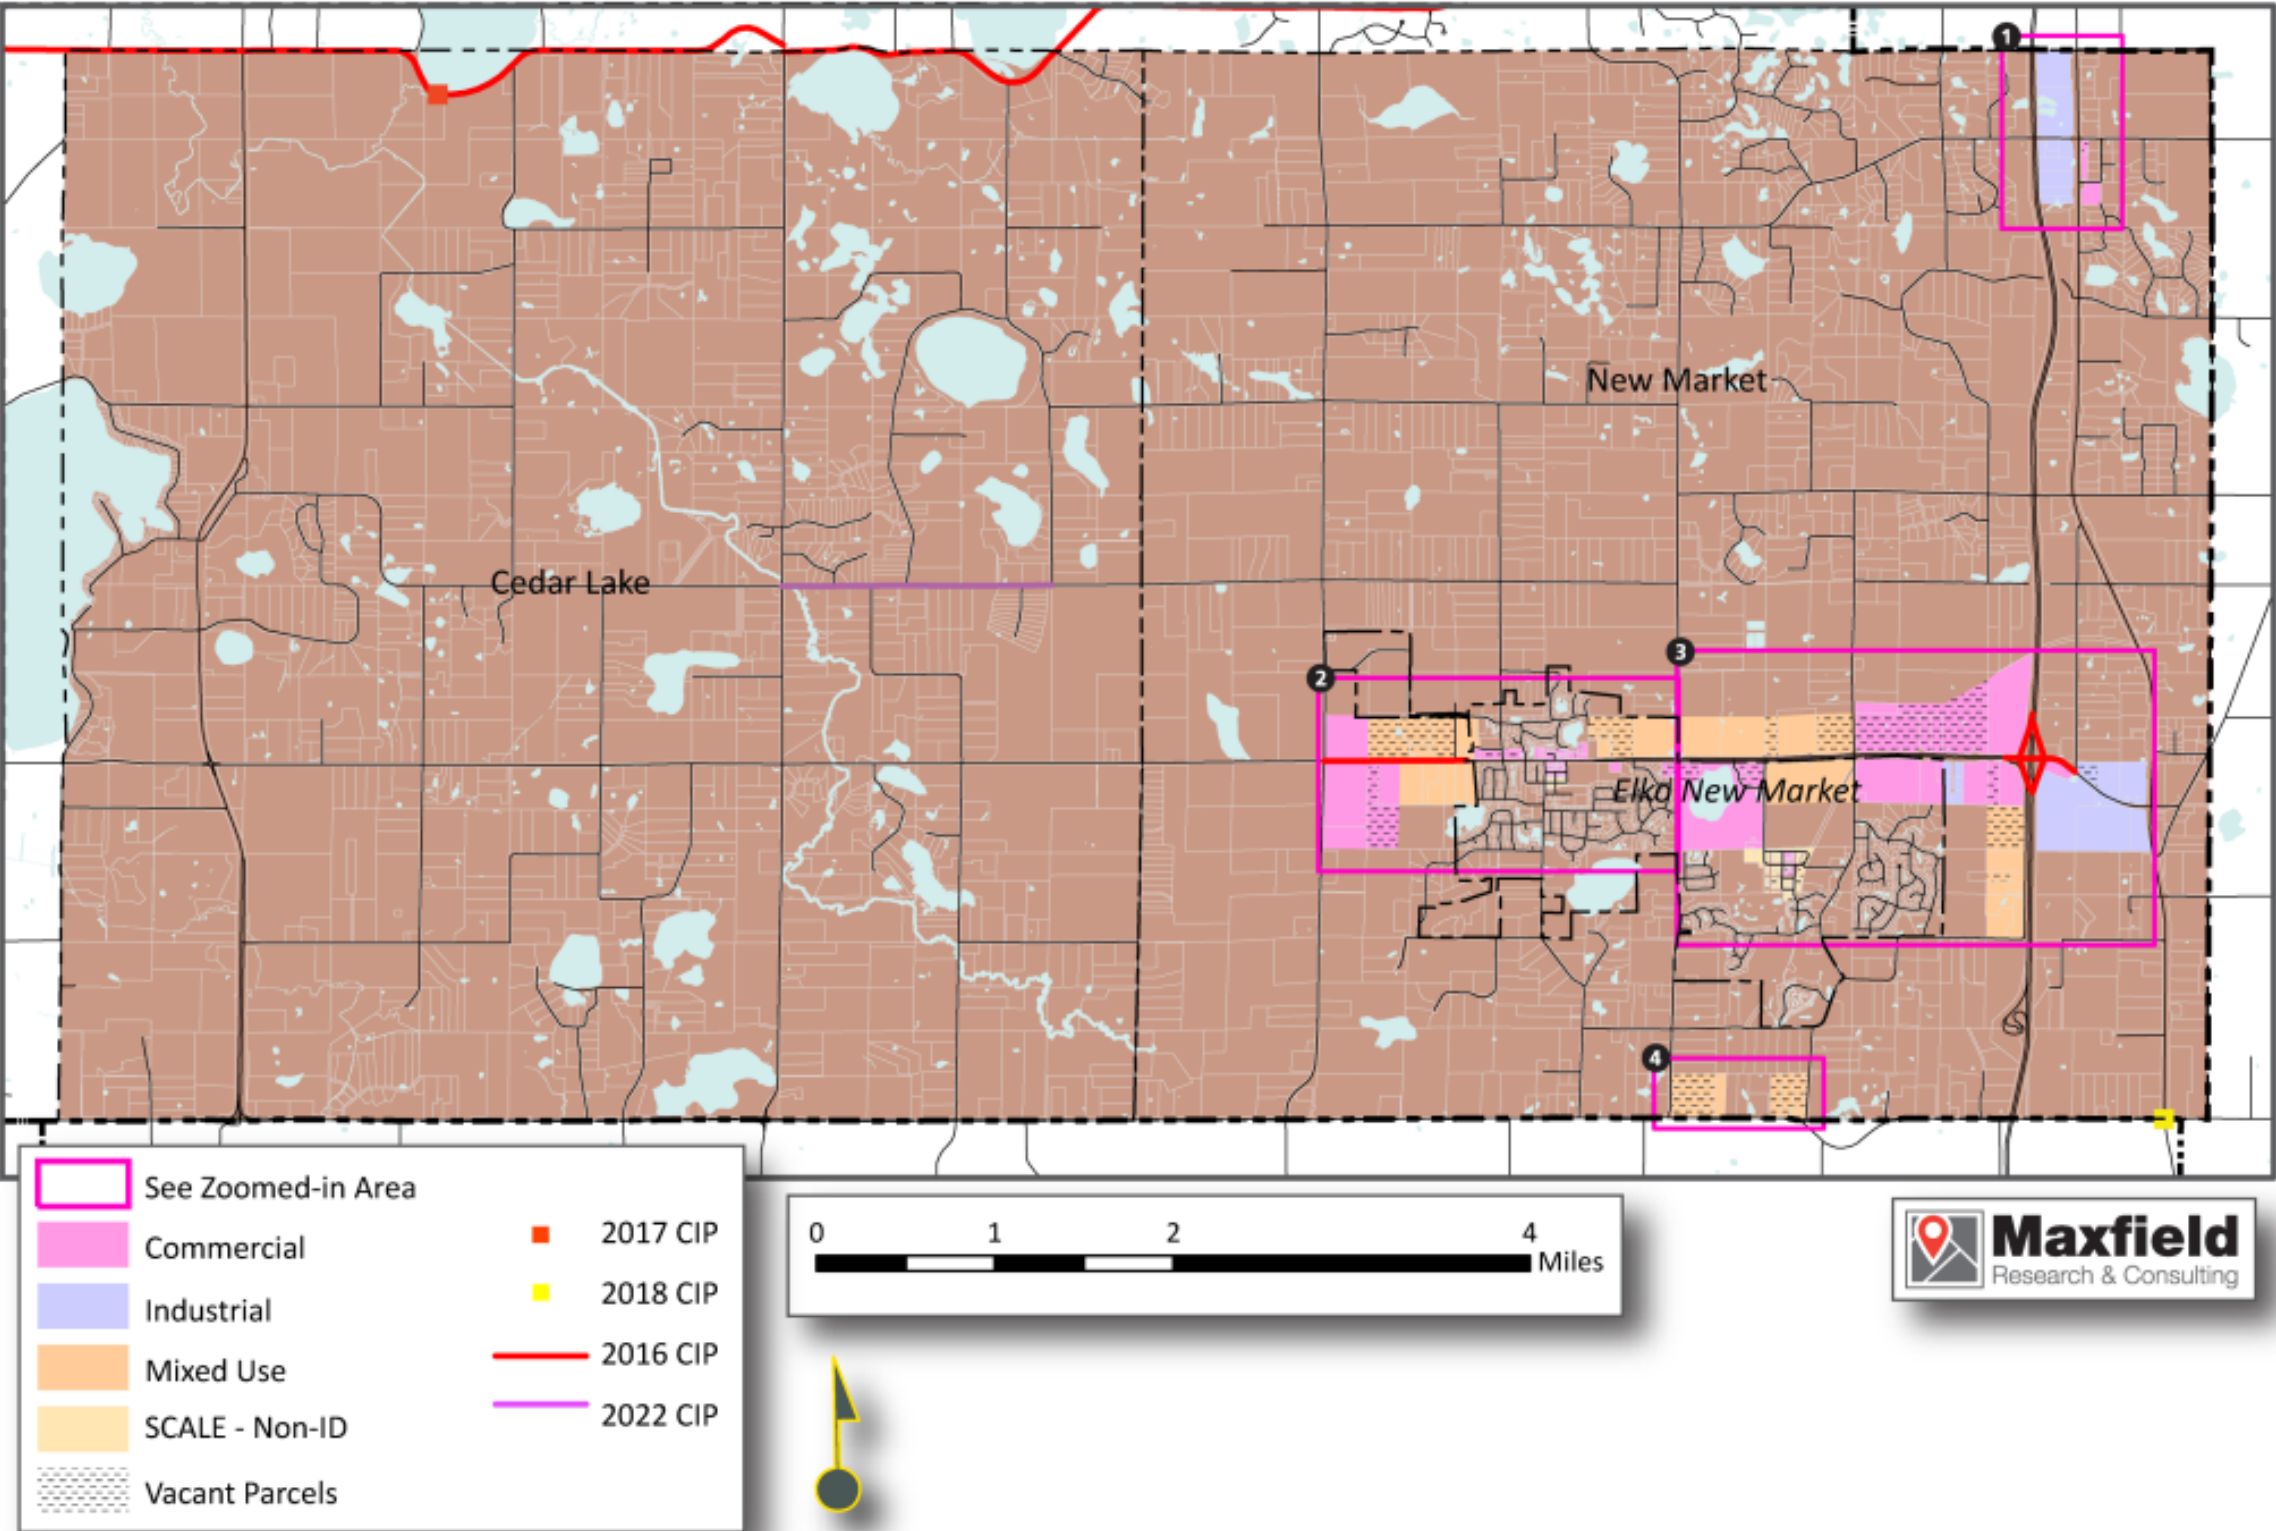 1
New Market
Cedar Lake
3
2
Elko New Market
4
See Zoomed-in Area
Commercial
Industrial
Mixed Use
SCALE - Non-ID
Vacant Parcels
2017 CIP
2018 CIP
2016 CIP
2022 CIP
0 1 2 4
Miles
Maxfield
Research & Consulting